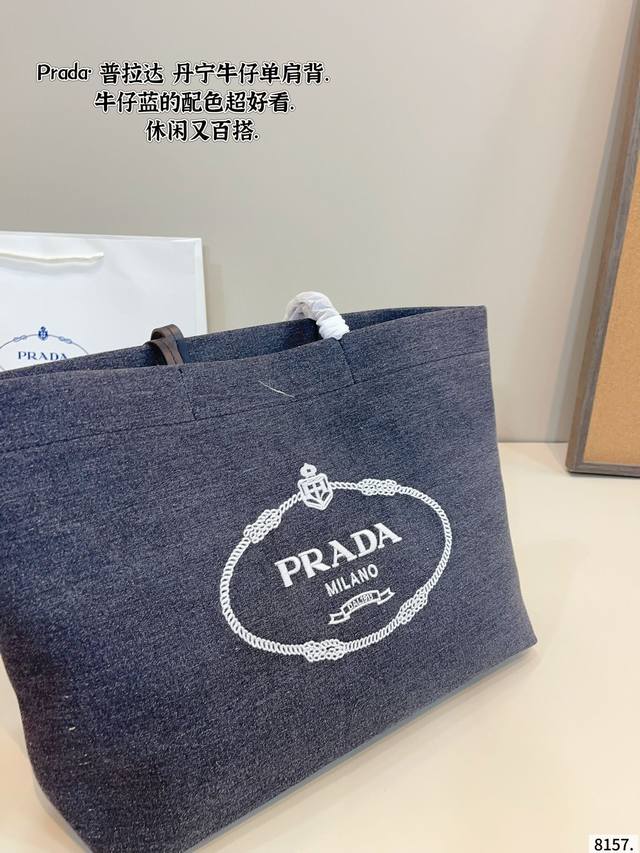 Prada 普拉达 丹宁牛仔单肩背.
牛仔蓝的配色超好看.
休闲又百搭.
PRADA
PRADA
MILANO
DAL 1913
8157.